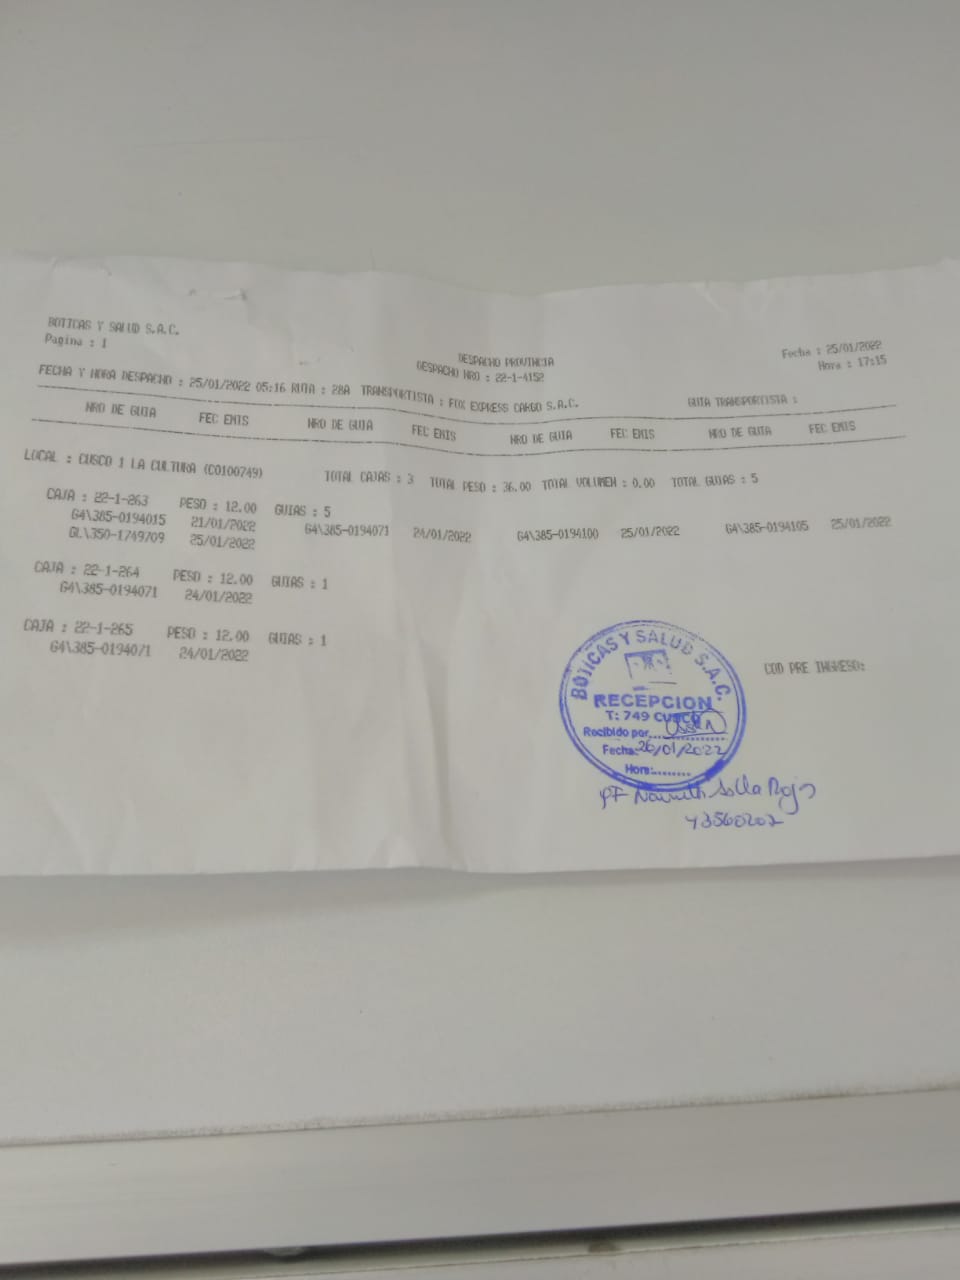 BOTICAS Y SALUD S.A.C.
Pagina : 1
DESPACHO PROVINCIA
DESPACHO NRO : 22-1-4152
Fecha : 25/01/2022
Hora : 17:15
FECHA Y HORA DESPACHO : 25/01/2022 05:16 RUTA : 28A TRANSPORTISTA : FOX EXPRESS CARGO S.A.C. GUIA TRANSPORTISTA :
NRO DE GUIA FEC EMIS NRO DE GUIA FEC EMIS NRO DE GUIA FEC EMIS NRO DE GUIA FEC EMIS
LOCAL : CUSCO 1 LA CULTURA (CO100749) TOTAL CAJAS : 3 TOTAL PESO : 36.00 TOTAL VOLUMEN : 0.00 TOTAL GUIAS : 5
CAJA : 22-1-263 PESO : 12.00 GUIAS : 5
G4\385-0194015 21/01/2022 G4\385-0194071 24/01/2022 G4\385-0194100 25/01/2022 G4\385-0194105 25/01/2022
GL\350-1749709 25/01/2022
CAJA : 22-1-264 PESO : 12.00 GUIAS : 1
G4\385-0194071 24/01/2022
CAJA : 22-1-265 PESO : 12.00 GUIAS : 1
G4\385-0194071 24/01/2022
COD PRE INGRESO:
BOTICAS Y SALUD S.A.C.
RECEPCION
T: 749 CUSCO
Recibido por
Fecha: 26/01/2022
Hora:
43560202